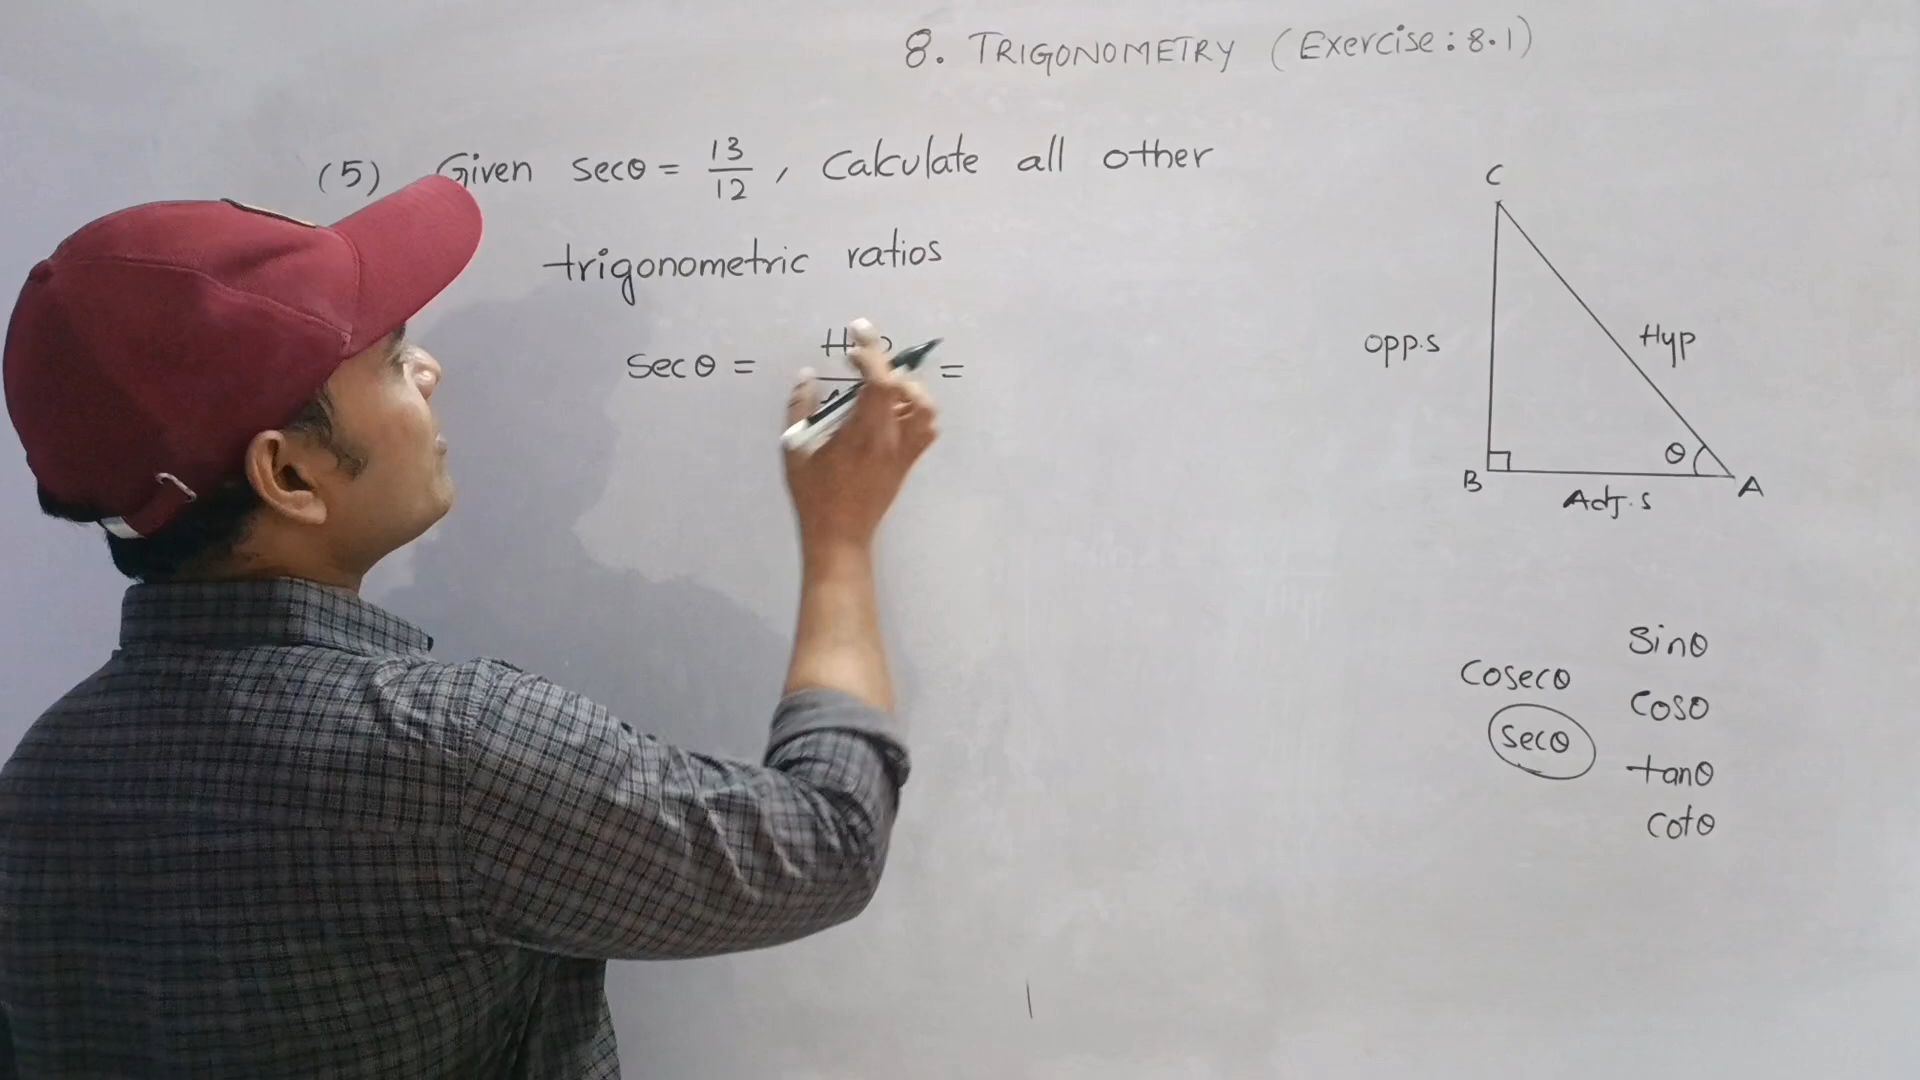 8. TRIGONOMETRY (Exercise: 8.1)
(5) Given secθ = 13/12, Calculate all other
trigonometric ratios
secθ = =
C
opp.s
Hyp
θ
B
A
Adj.s
sinθ
cosecθ
cosθ
secθ
tanθ
cotθ